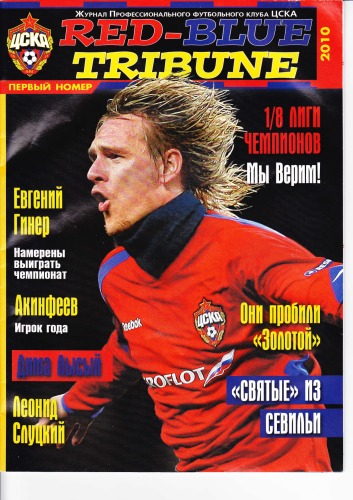 Журнал Профессионального футбольного клуба ЦСКА
ЦСКА
RED-BLUE
TRIBUNE
2010
ПЕРВЫЙ НОМЕР
1/8 ЛИГИ
ЧЕМПИОНОВ
Мы Верим!
Евгений
Гинер
Намерены
выиграть
чемпионат
Акинфеев
Игрок года
Дима Лысый
Леонид
Слуцкий
Reebok
ЦСКА
ROFLOT
Они пробили
«Золотой»
«СВЯТЫЕ» ИЗ
СЕВИЛЬИ